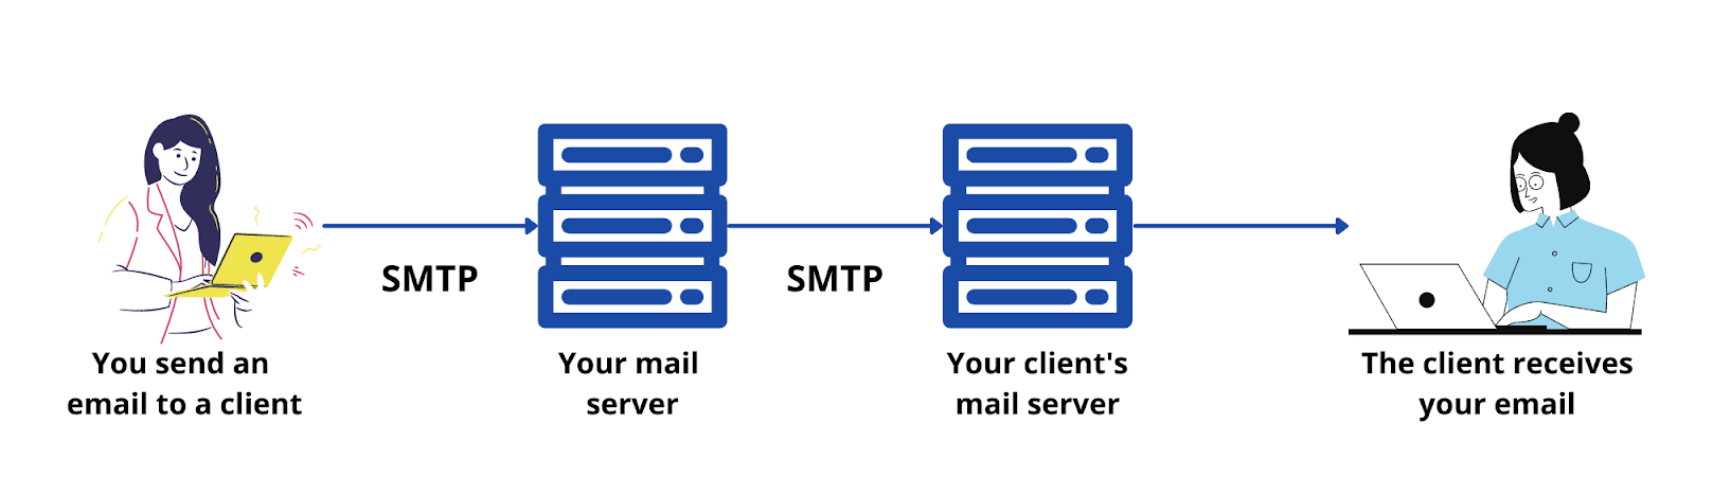 SMTP
SMTP
You send an
email to a client
Your mail
server
Your client's
mail server
The client receives
your email